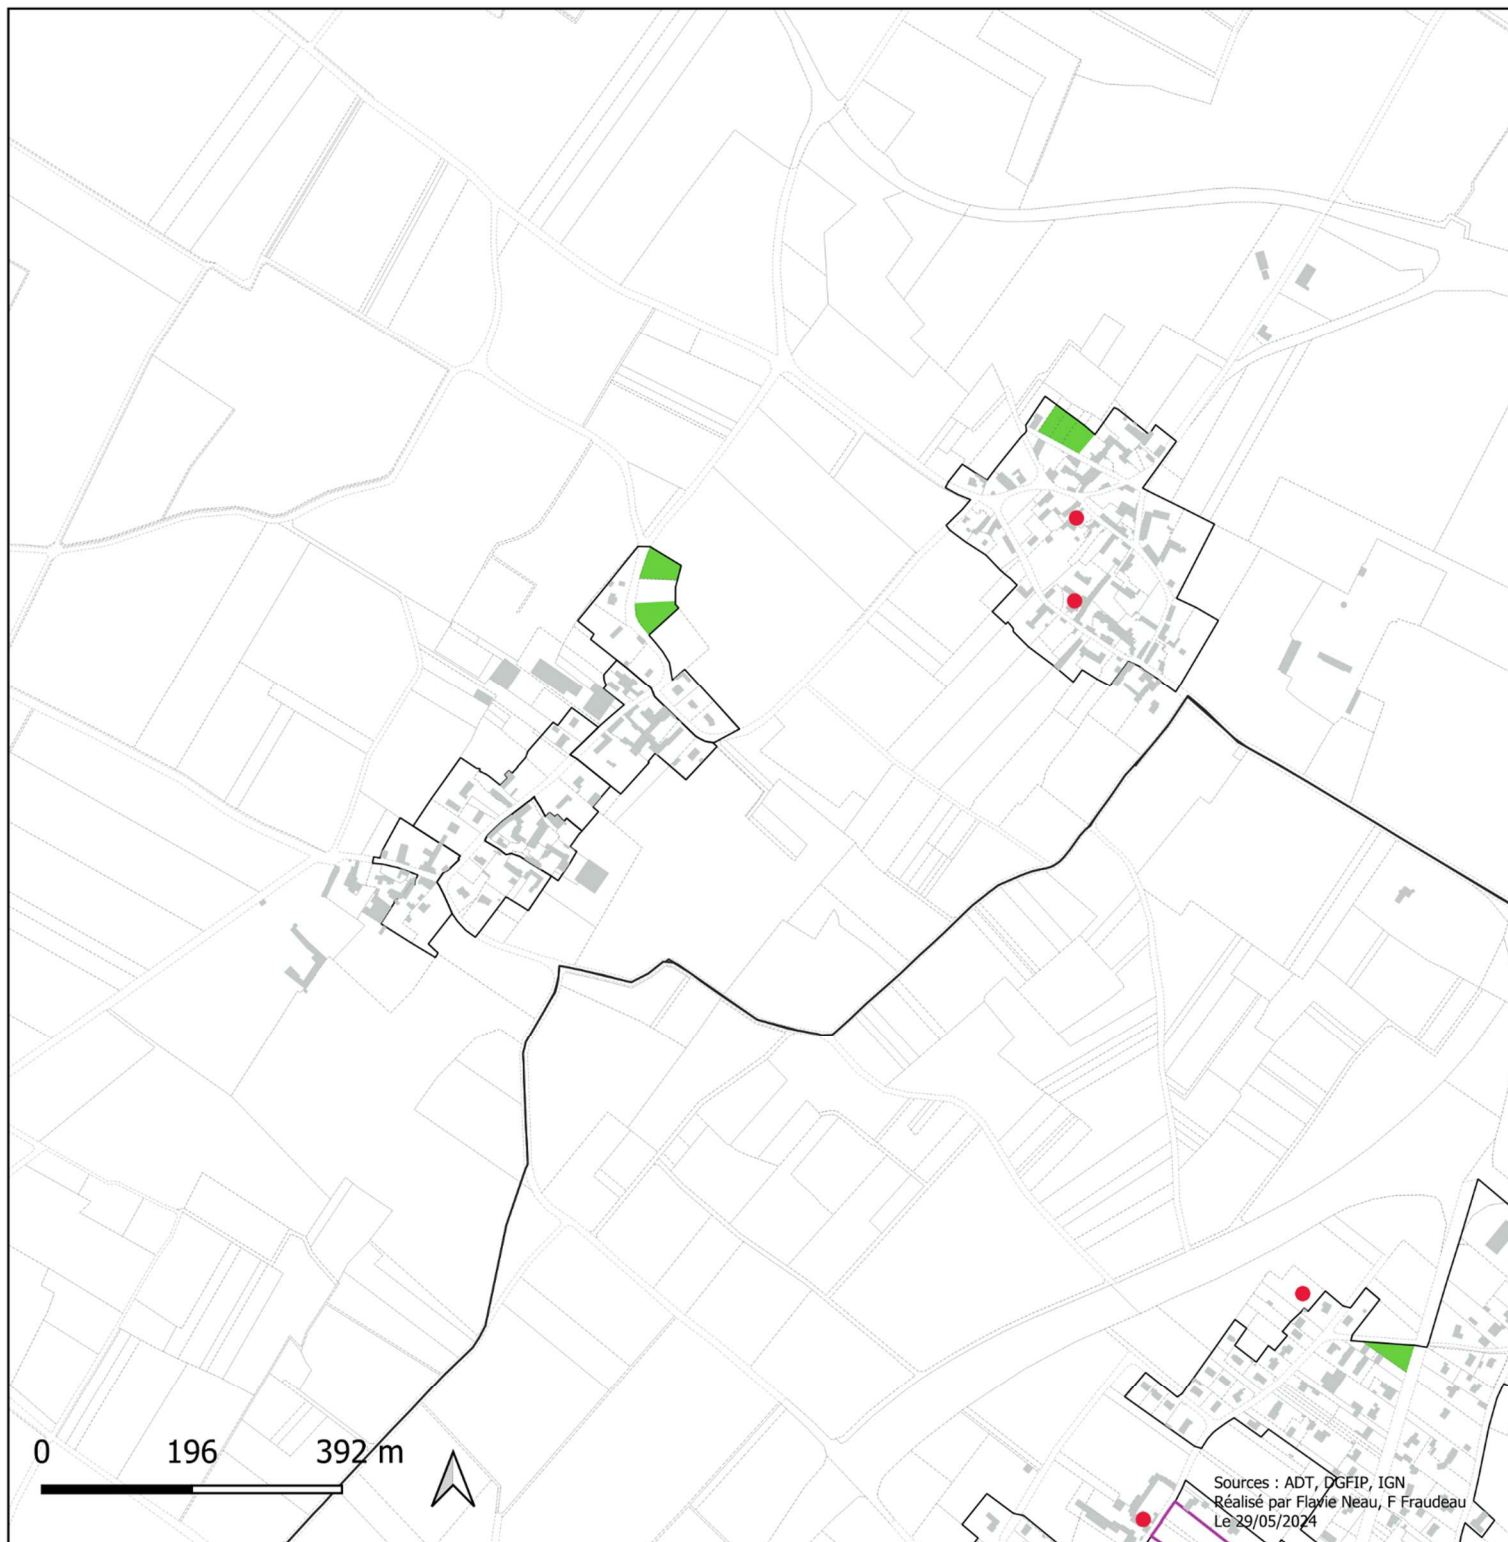 0 196 392 m
Sources : ADT, DGFIP, IGN
Réalisé par Flavie Neau, F Fraudeau
Le 29/05/2024